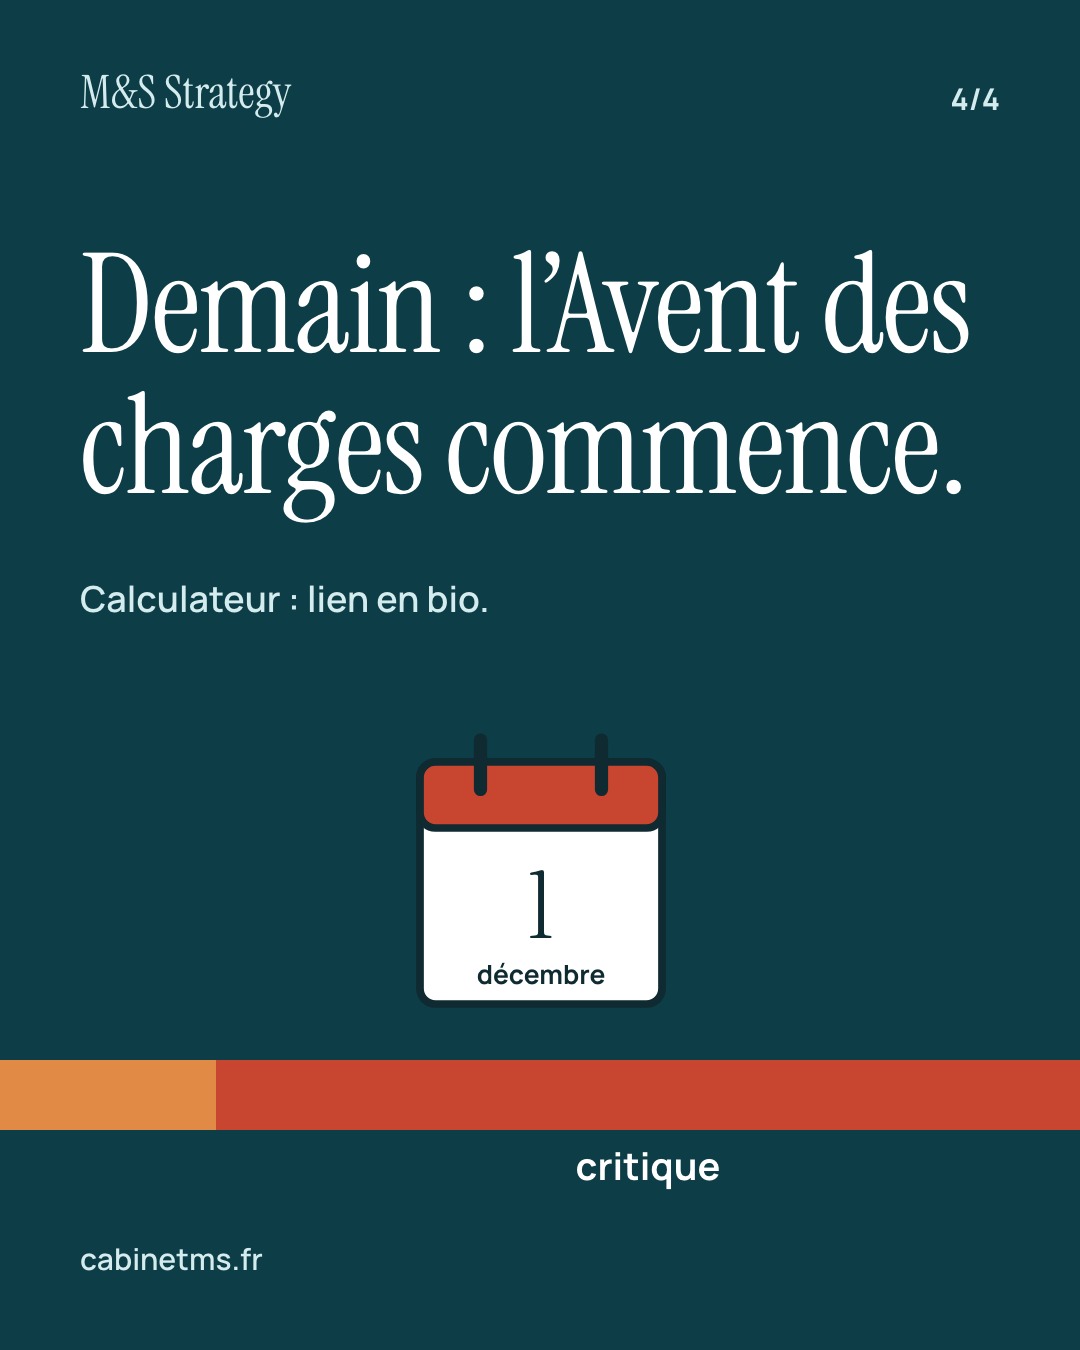 M&S Strategy
4/4
Demain : l’Avent des
charges commence.
Calculateur : lien en bio.
1
décembre
critique
cabinetms.fr